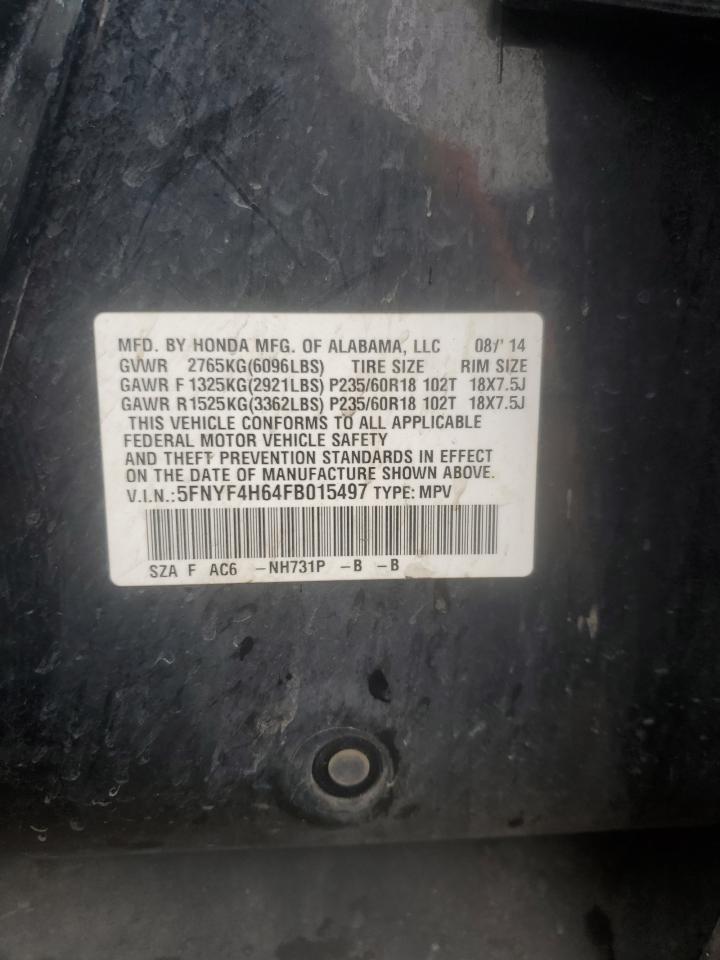 MFD. BY HONDA MFG. OF ALABAMA, LLC 08/' 14
GVWR 2765KG(6096LBS) TIRE SIZE RIM SIZE
GAWR F 1325KG(2921LBS) P235/60R18 102T 18X7.5J
GAWR R 1525KG(3362LBS) P235/60R18 102T 18X7.5J
THIS VEHICLE CONFORMS TO ALL APPLICABLE
FEDERAL MOTOR VEHICLE SAFETY
AND THEFT PREVENTION STANDARDS IN EFFECT
ON THE DATE OF MANUFACTURE SHOWN ABOVE.
V.I.N.:5FNYF4H64FB015497 TYPE: MPV
SZA F AC6 -NH731P -B -B